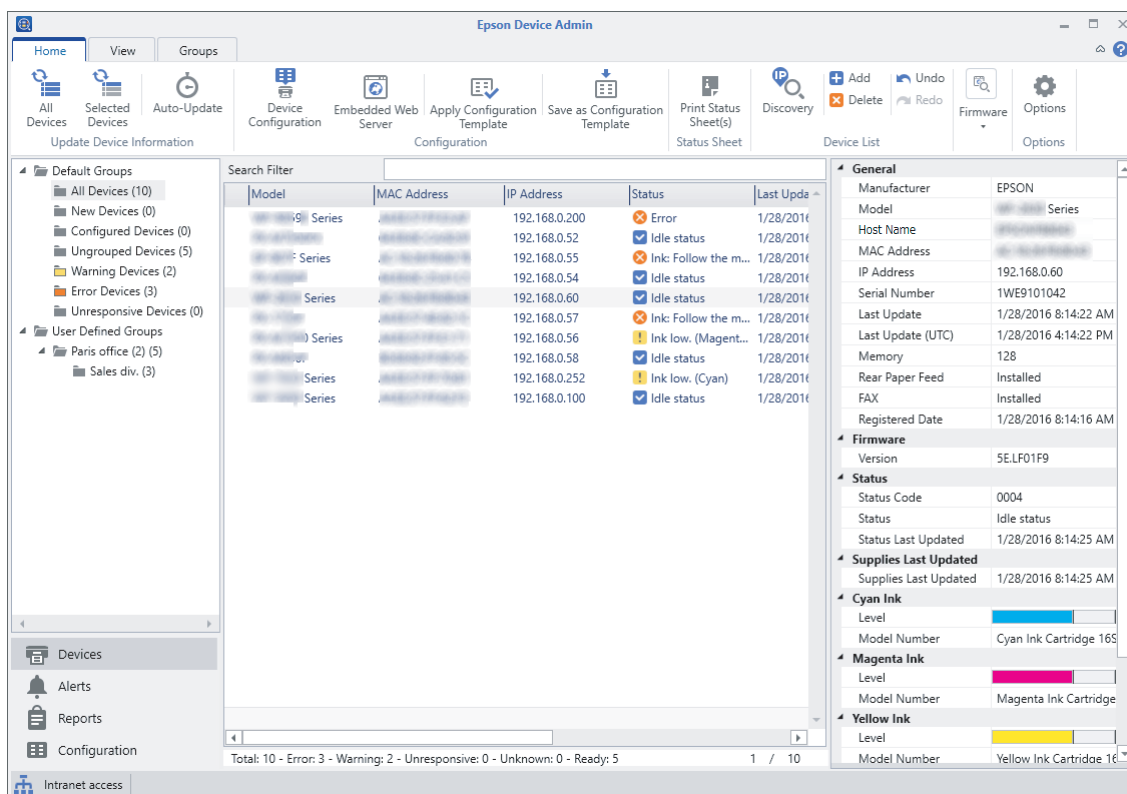 Epson Device Admin
Home View Groups
All Devices
Selected Devices
Auto-Update
Update Device Information
Device Configuration
Embedded Web Server
Apply Configuration Template
Save as Configuration Template
Configuration
Print Status Sheet(s)
Status Sheet
IP
Discovery
Add
Delete
Undo
Redo
Device List
Firmware
Options
Options
Default Groups
All Devices (10)
New Devices (0)
Configured Devices (0)
Ungrouped Devices (5)
Warning Devices (2)
Error Devices (3)
Unresponsive Devices (0)
User Defined Groups
Paris office (2) (5)
Sales div. (3)
Devices
Alerts
Reports
Configuration
Intranet access
Search Filter
Model MAC Address IP Address Status Last Upda
Series 192.168.0.200 Error 1/28/2016
192.168.0.52 Idle status 1/28/2016
Series 192.168.0.55 Ink: Follow the m... 1/28/2016
192.168.0.54 Idle status 1/28/2016
Series 192.168.0.60 Idle status 1/28/2016
192.168.0.57 Ink: Follow the m... 1/28/2016
Series 192.168.0.56 Ink low. (Magent... 1/28/2016
192.168.0.58 Idle status 1/28/2016
Series 192.168.0.252 Ink low. (Cyan) 1/28/2016
Series 192.168.0.100 Idle status 1/28/2016
Total: 10 - Error: 3 - Warning: 2 - Unresponsive: 0 - Unknown: 0 - Ready: 5 1 / 10
General
Manufacturer EPSON
Model Series
Host Name
MAC Address
IP Address 192.168.0.60
Serial Number 1WE9101042
Last Update 1/28/2016 8:14:22 AM
Last Update (UTC) 1/28/2016 4:14:22 PM
Memory 128
Rear Paper Feed Installed
FAX Installed
Registered Date 1/28/2016 8:14:16 AM
Firmware
Version 5E.LF01F9
Status
Status Code 0004
Status Idle status
Status Last Updated 1/28/2016 8:14:25 AM
Supplies Last Updated
Supplies Last Updated 1/28/2016 8:14:25 AM
Cyan Ink
Level
Model Number Cyan Ink Cartridge 16S
Magenta Ink
Level
Model Number Magenta Ink Cartridge
Yellow Ink
Level
Model Number Yellow Ink Cartridge 16